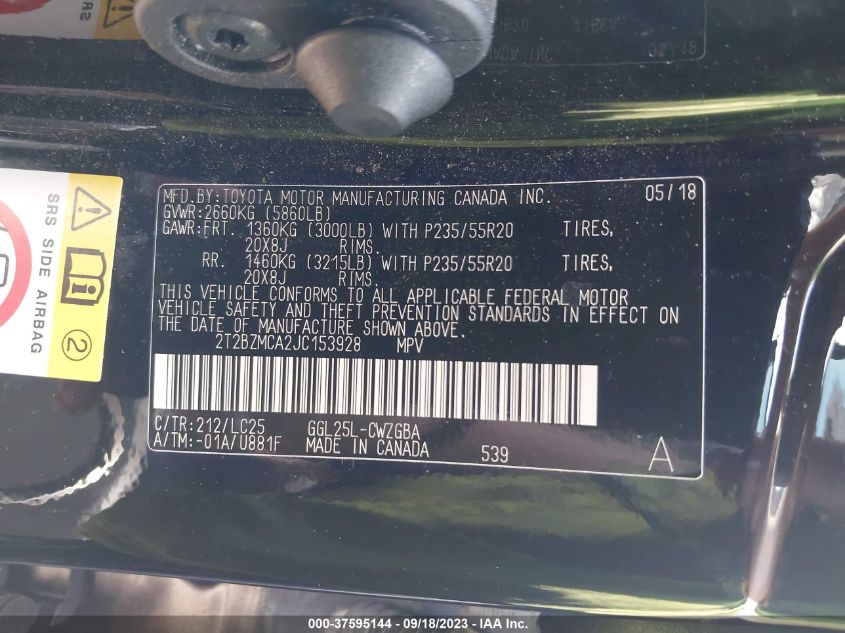 SRS SIDE AIRBAG
MFD.BY:TOYOTA MOTOR MANUFACTURING CANADA INC. 05/18
GVWR:2660KG (5860LB)
GAWR:FRT. 1360KG (3000LB) WITH P235/55R20 TIRES,
20X8J RIMS.
RR. 1460KG (3215LB) WITH P235/55R20 TIRES,
20X8J RIMS.
THIS VEHICLE CONFORMS TO ALL APPLICABLE FEDERAL MOTOR
VEHICLE SAFETY AND THEFT PREVENTION STANDARDS IN EFFECT ON
THE DATE OF MANUFACTURE SHOWN ABOVE.
2T2BZMCA2JC153928 MPV
C/TR:212/LC25 GGL25L-CWZGBA
A/TM:-01A/U881F MADE IN CANADA 539 A
000-37595144 - 09/18/2023 - IAA Inc.